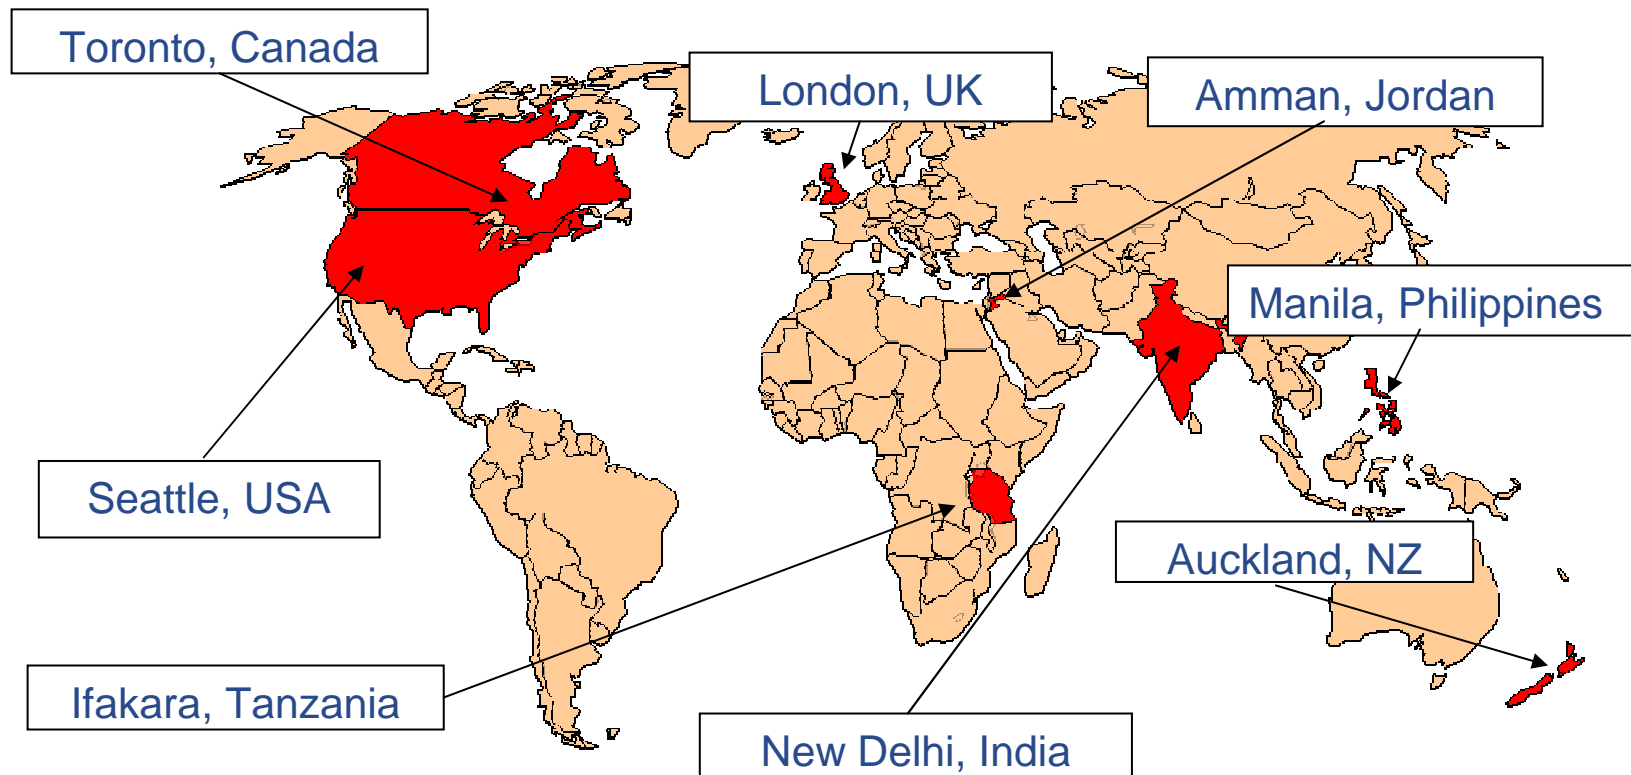 Toronto, Canada
London, UK
Amman, Jordan
Manila, Philippines
Seattle, USA
Auckland, NZ
Ifakara, Tanzania
New Delhi, India